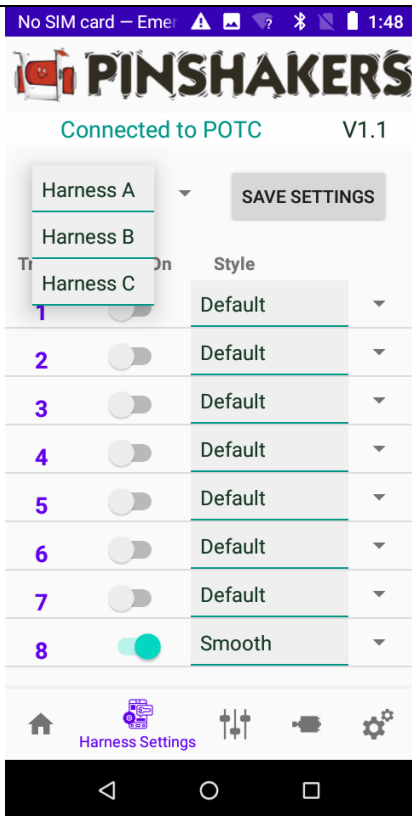 No SIM card — Emer
? 1:48
PINSHAKERS
Connected to POTC V1.1
Harness A
SAVE SETTINGS
Harness B
Style
Harness C
1 Default
2 Default
3 Default
4 Default
5 Default
6 Default
7 Default
8 Smooth
Harness Settings